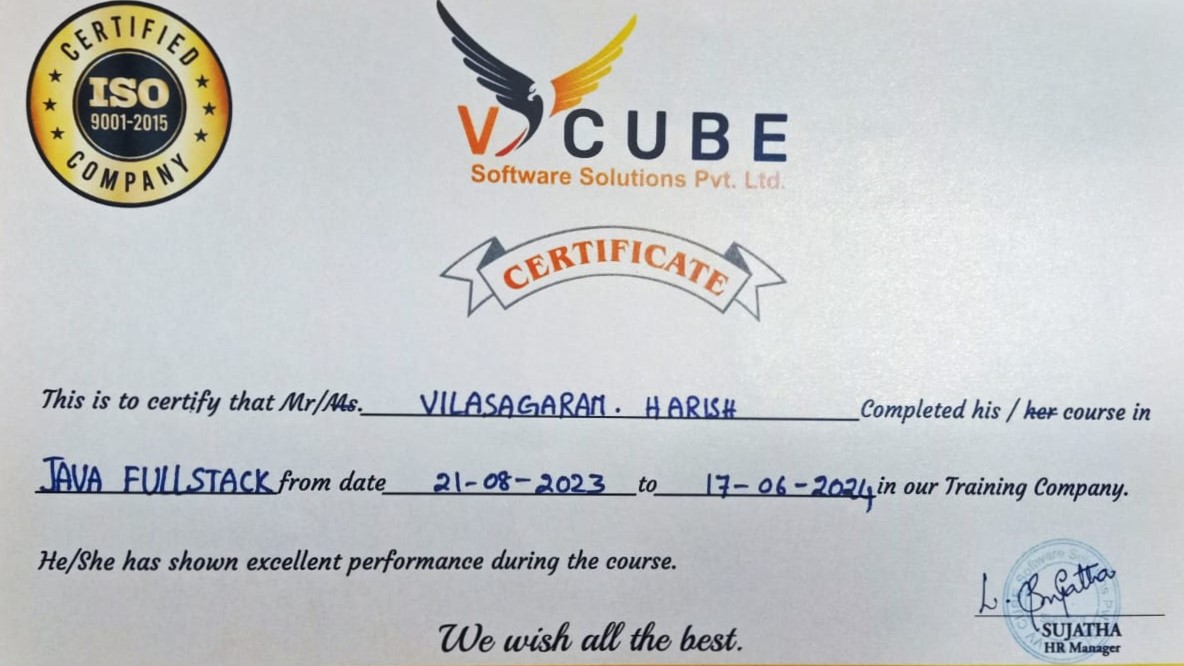 CERTIFIED
ISO
9001-2015
COMPANY
V CUBE
Software Solutions Pvt. Ltd.
CERTIFICATE
This is to certify that Mr/Ms. VILASAGARAM. HARISH Completed his / her course in
JAVA FULLSTACK from date 21-08-2023 to 17-06-2024 in our Training Company.
He/She has shown excellent performance during the course.
L. Sujatha
SUJATHA
HR Manager
We wish all the best.